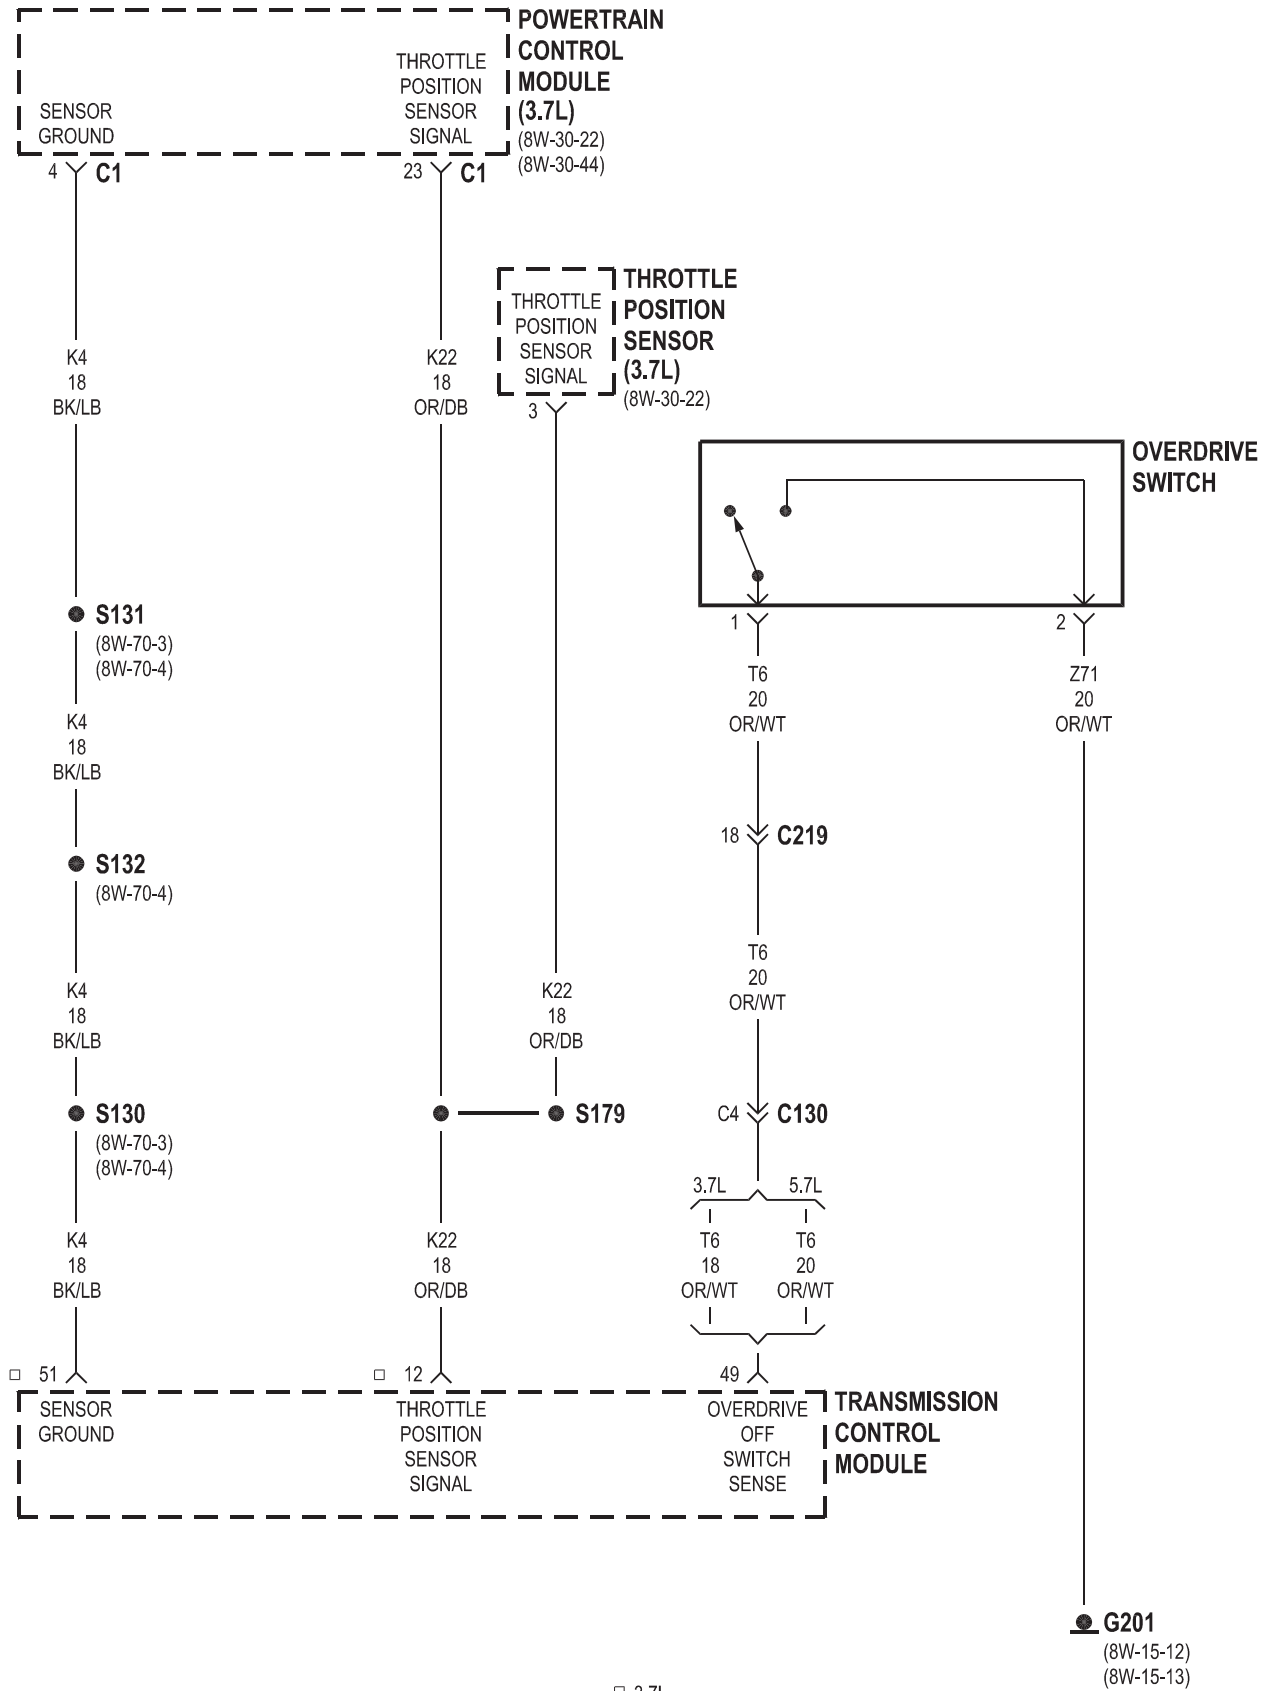 POWERTRAIN
CONTROL
MODULE
(3.7L)
(8W-30-22)
(8W-30-44)
THROTTLE
POSITION
SENSOR
SIGNAL
SENSOR
GROUND
4
C1
23
C1
THROTTLE
POSITION
SENSOR
(3.7L)
(8W-30-22)
THROTTLE
POSITION
SENSOR
SIGNAL
3
K4
18
BK/LB
K22
18
OR/DB
OVERDRIVE
SWITCH
1
2
S131
(8W-70-3)
(8W-70-4)
T6
20
OR/WT
Z71
20
OR/WT
K4
18
BK/LB
18
C219
S132
(8W-70-4)
T6
20
OR/WT
K4
18
BK/LB
K22
18
OR/DB
S130
(8W-70-3)
(8W-70-4)
S179
C4
C130
3.7L
5.7L
K4
18
BK/LB
K22
18
OR/DB
T6
18
OR/WT
T6
20
OR/WT
51
12
49
SENSOR
GROUND
THROTTLE
POSITION
SENSOR
SIGNAL
OVERDRIVE
OFF
SWITCH
SENSE
TRANSMISSION
CONTROL
MODULE
G201
(8W-15-12)
(8W-15-13)